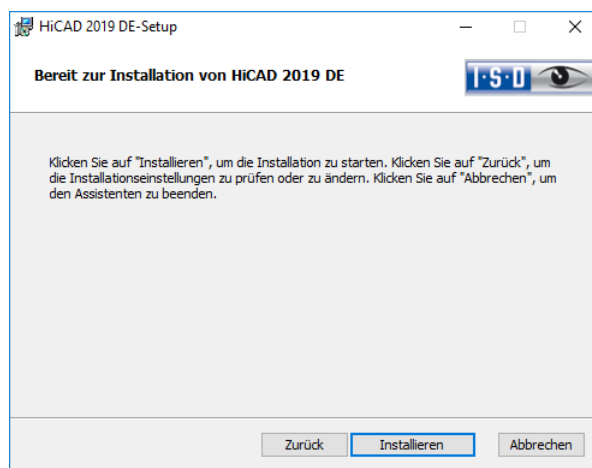 HiCAD 2019 DE-Setup
Bereit zur Installation von HiCAD 2019 DE
I·S·D
Klicken Sie auf "Installieren", um die Installation zu starten. Klicken Sie auf "Zurück", um
die Installationseinstellungen zu prüfen oder zu ändern. Klicken Sie auf "Abbrechen", um
den Assistenten zu beenden.
Zurück Installieren Abbrechen